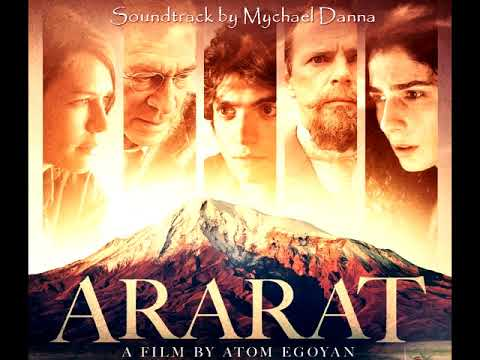 Soundtrack by Mychael Danna
ARARAT
A FILM BY ATOM EGOYAN